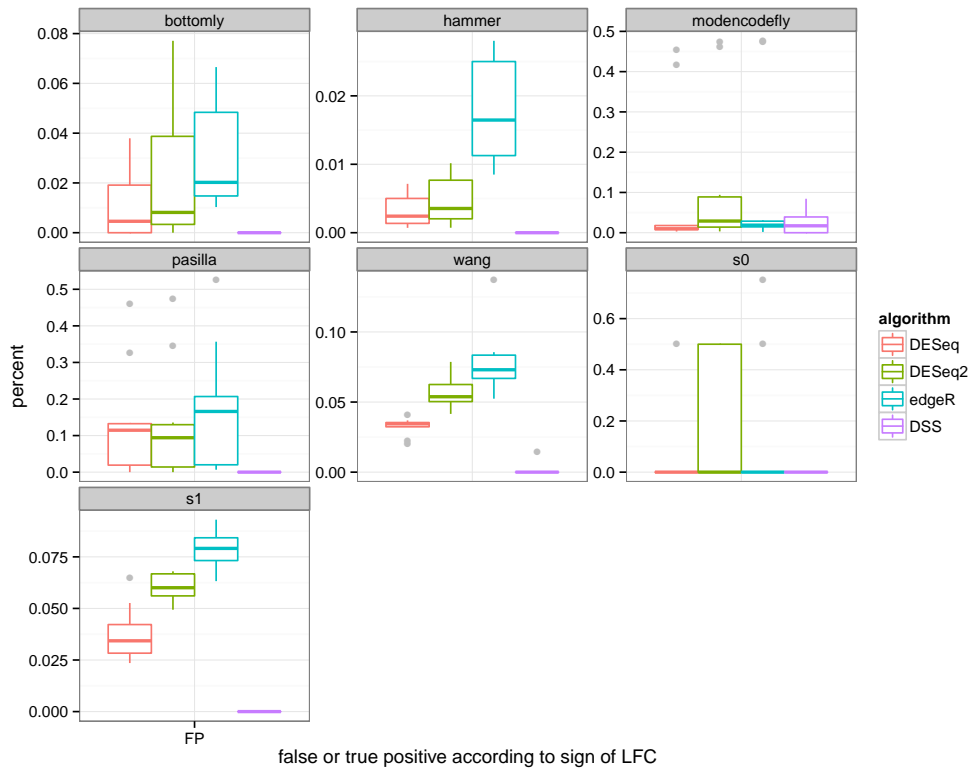 bottomly
hammer
modencodefly
0.08
0.06
0.04
0.02
0.00
0.02
0.01
0.00
0.5
0.4
0.3
0.2
0.1
0.0
pasilla
wang
s0
0.5
0.4
0.3
0.2
0.1
0.0
0.10
0.05
0.00
0.6
0.4
0.2
0.0
s1
0.075
0.050
0.025
0.000
FP
percent
false or true positive according to sign of LFC
algorithm
DESeq
DESeq2
edgeR
DSS